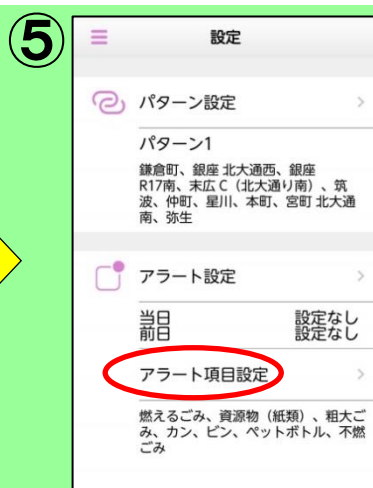 ⑤
設定
パターン設定
パターン1
鎌倉町、銀座 北大通西、銀座
R17南、末広 C（北大通り南）、筑
波、仲町、星川、本町、宮町 北大通
南、弥生
アラート設定
当日 設定なし
前日 設定なし
アラート項目設定
燃えるごみ、資源物（紙類）、粗大ご
み、カン、ビン、ペットボトル、不燃
ごみ